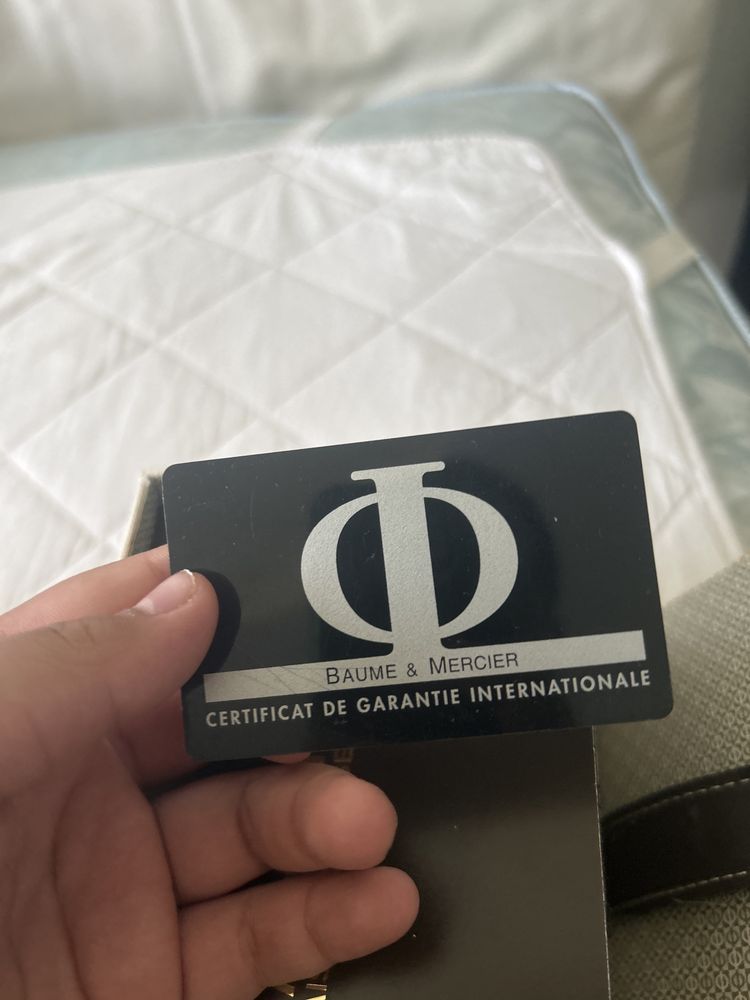 Φ
BAUME & MERCIER
CERTIFICAT DE GARANTIE INTERNATIONALE